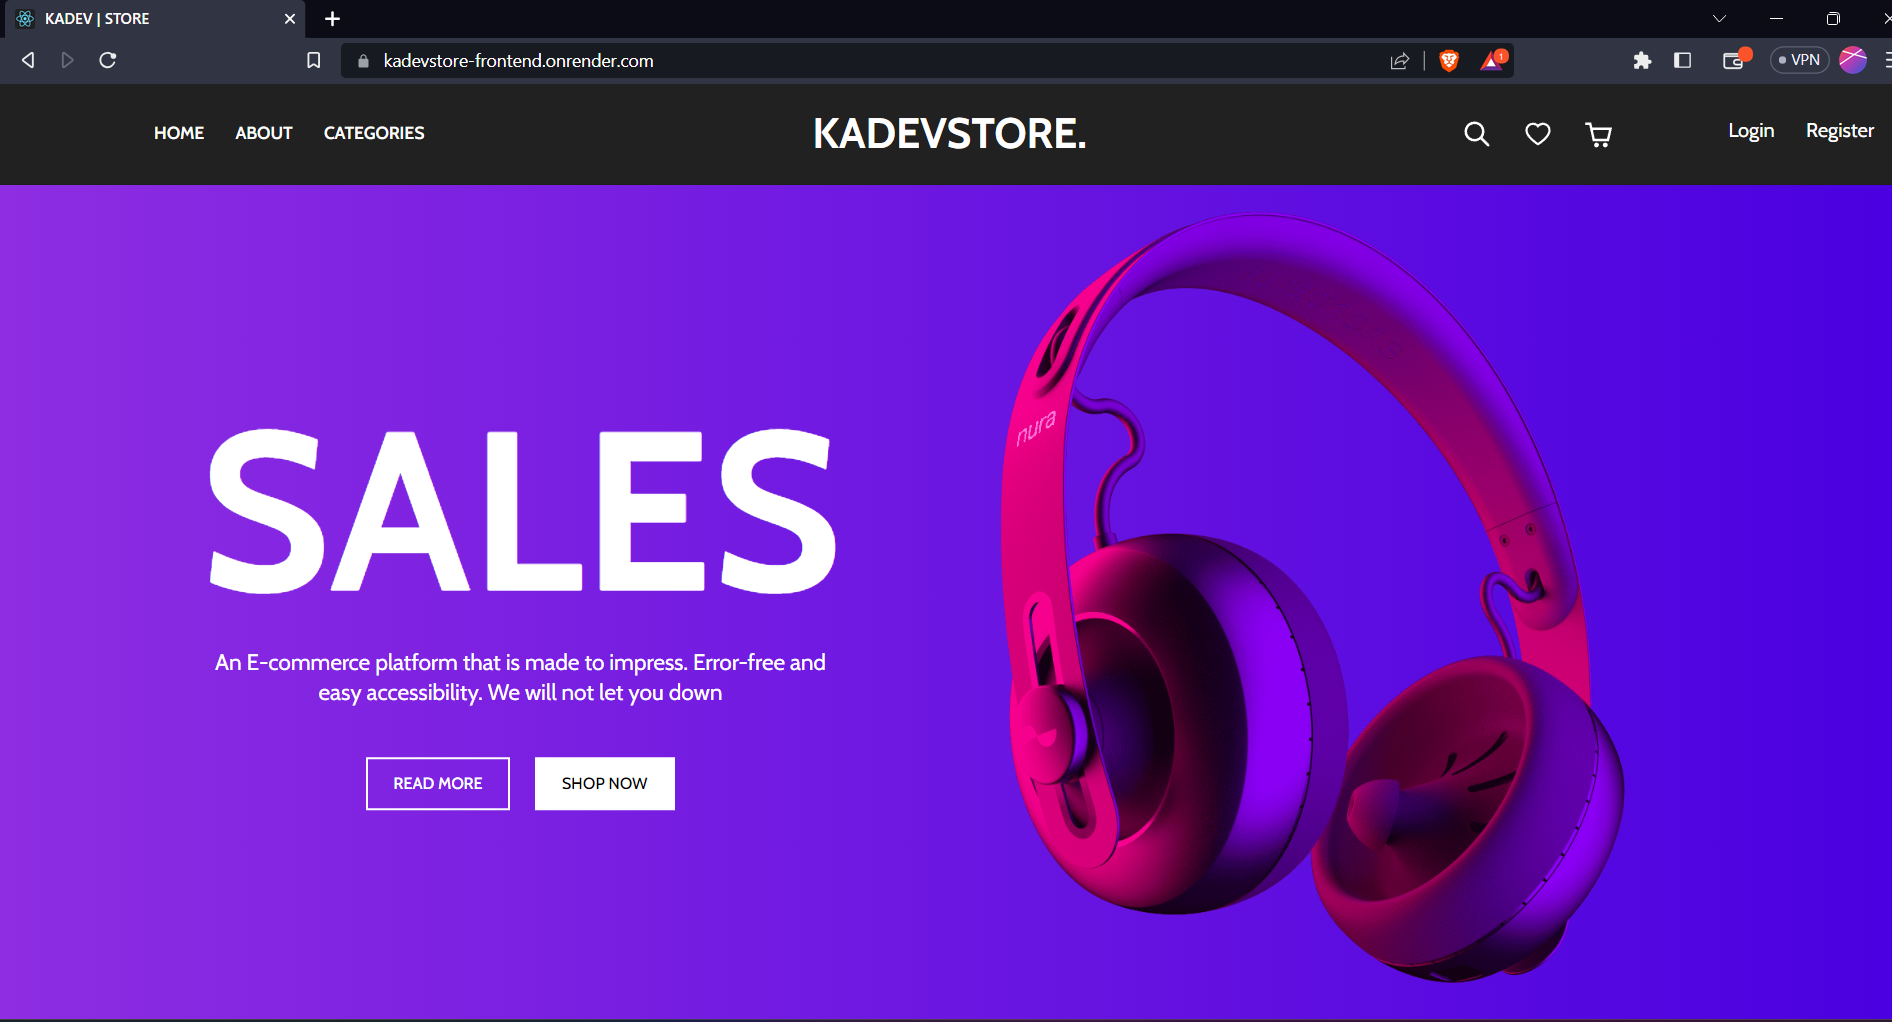 KADEV | STORE
kadevstore-frontend.onrender.com
1
VPN
HOME ABOUT CATEGORIES KADEVSTORE. Login Register
nura
SALES
An E-commerce platform that is made to impress. Error-free and
easy accessibility. We will not let you down
READ MORE SHOP NOW